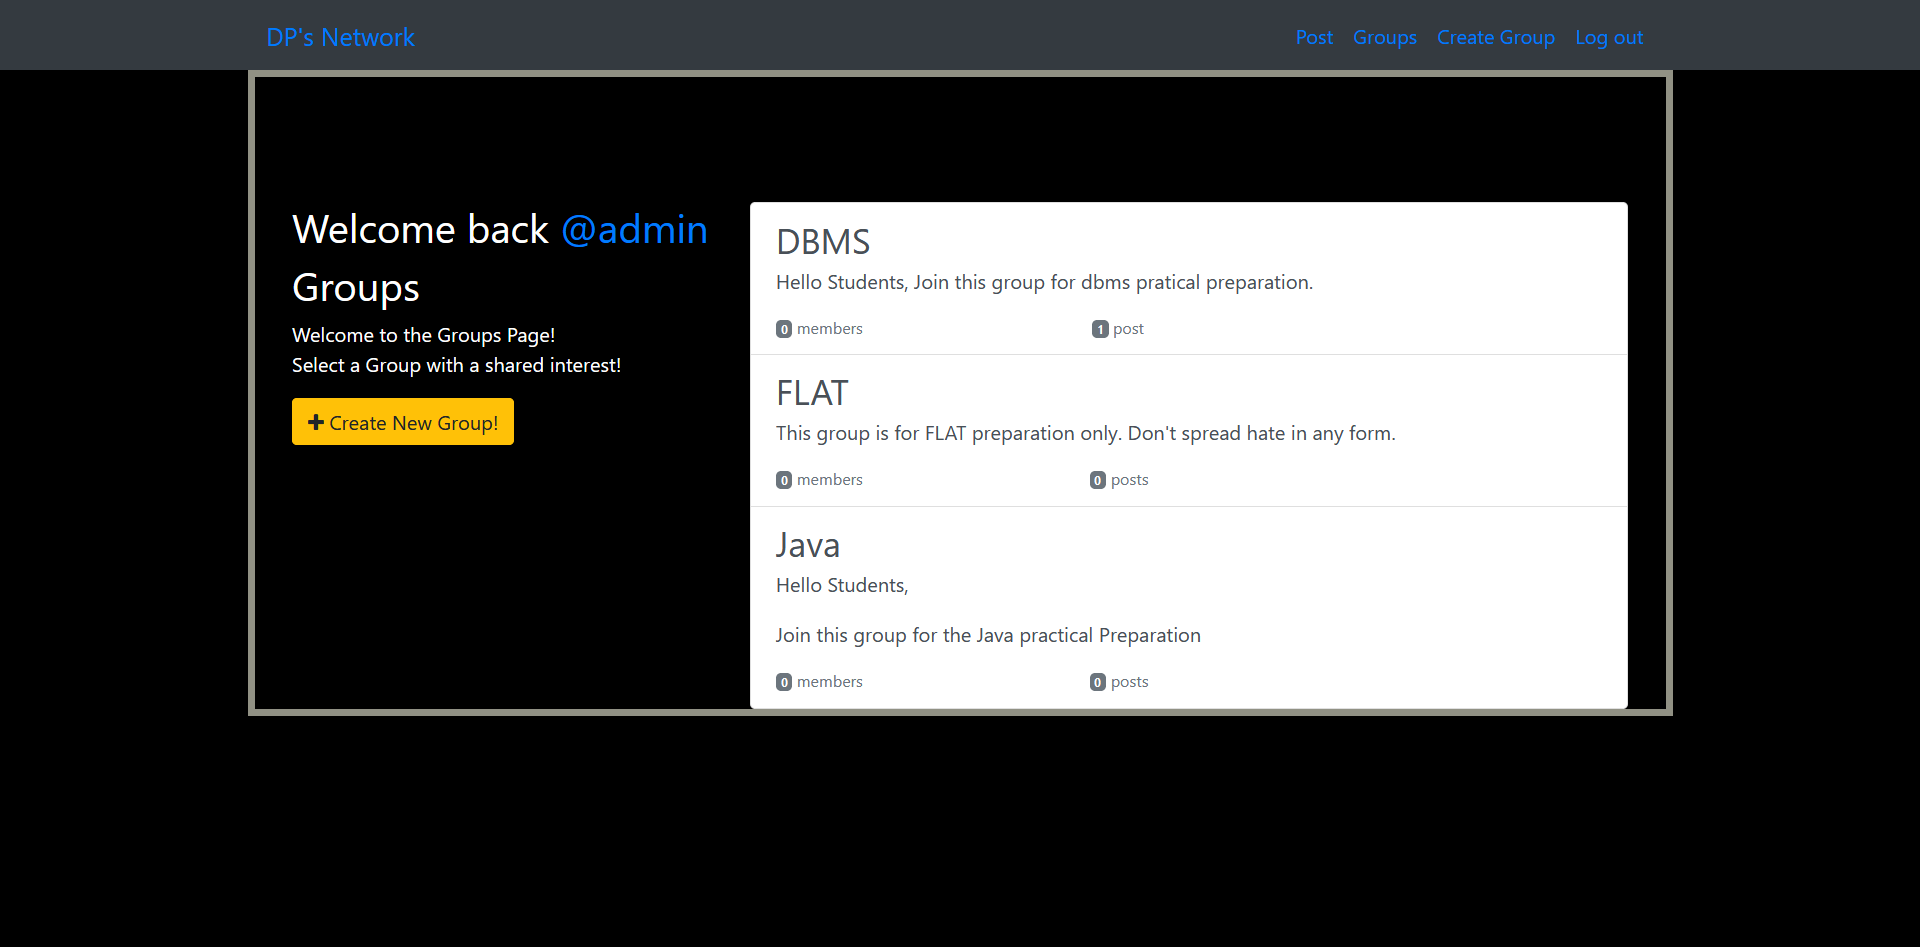 DP's Network
Post Groups Create Group Log out
Welcome back @admin
Groups
Welcome to the Groups Page!
Select a Group with a shared interest!
Create New Group!
DBMS
Hello Students, Join this group for dbms pratical preparation.
0 members 1 post
FLAT
This group is for FLAT preparation only. Don't spread hate in any form.
0 members 0 posts
Java
Hello Students,
Join this group for the Java practical Preparation
0 members 0 posts